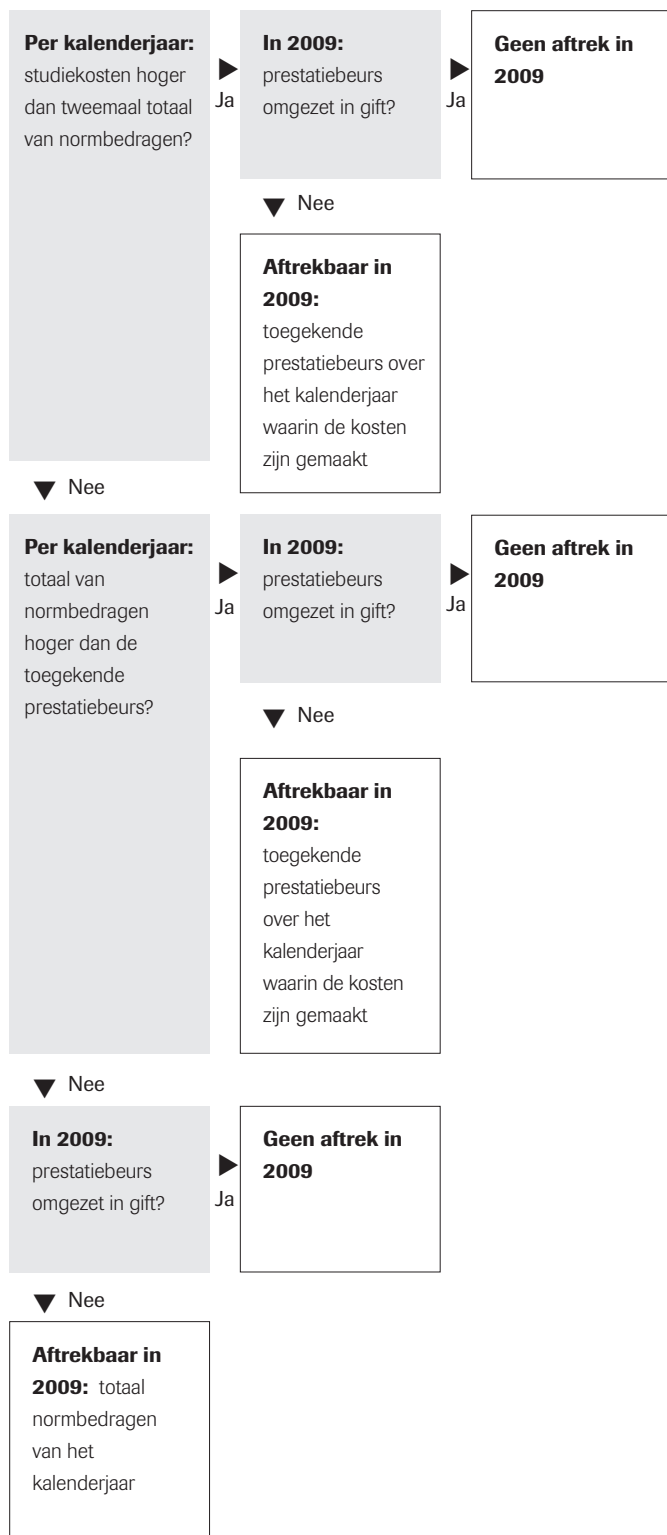 Per kalenderjaar:
studiekosten hoger
dan tweemaal totaal
van normbedragen?
Ja
In 2009:
prestatiebeurs
omgezet in gift?
Ja
Geen aftrek in
2009
Nee
Aftrekbaar in
2009:
toegekende
prestatiebeurs over
het kalenderjaar
waarin de kosten
zijn gemaakt
Nee
Per kalenderjaar:
totaal van
normbedragen
hoger dan de
toegekende
prestatiebeurs?
Ja
In 2009:
prestatiebeurs
omgezet in gift?
Ja
Geen aftrek in
2009
Nee
Aftrekbaar in
2009:
toegekende
prestatiebeurs
over het
kalenderjaar
waarin de kosten
zijn gemaakt
Nee
In 2009:
prestatiebeurs
omgezet in gift?
Ja
Geen aftrek in
2009
Nee
Aftrekbaar in
2009: totaal
normbedragen
van het
kalenderjaar